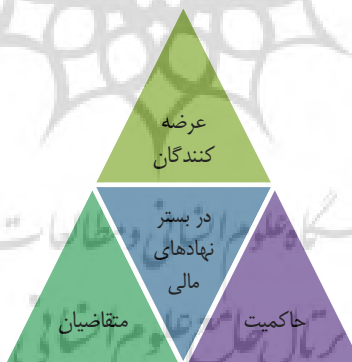 عرضه
کنندگان
در بستر
نهادهای
مالی
حاکمیت
متقاضیان